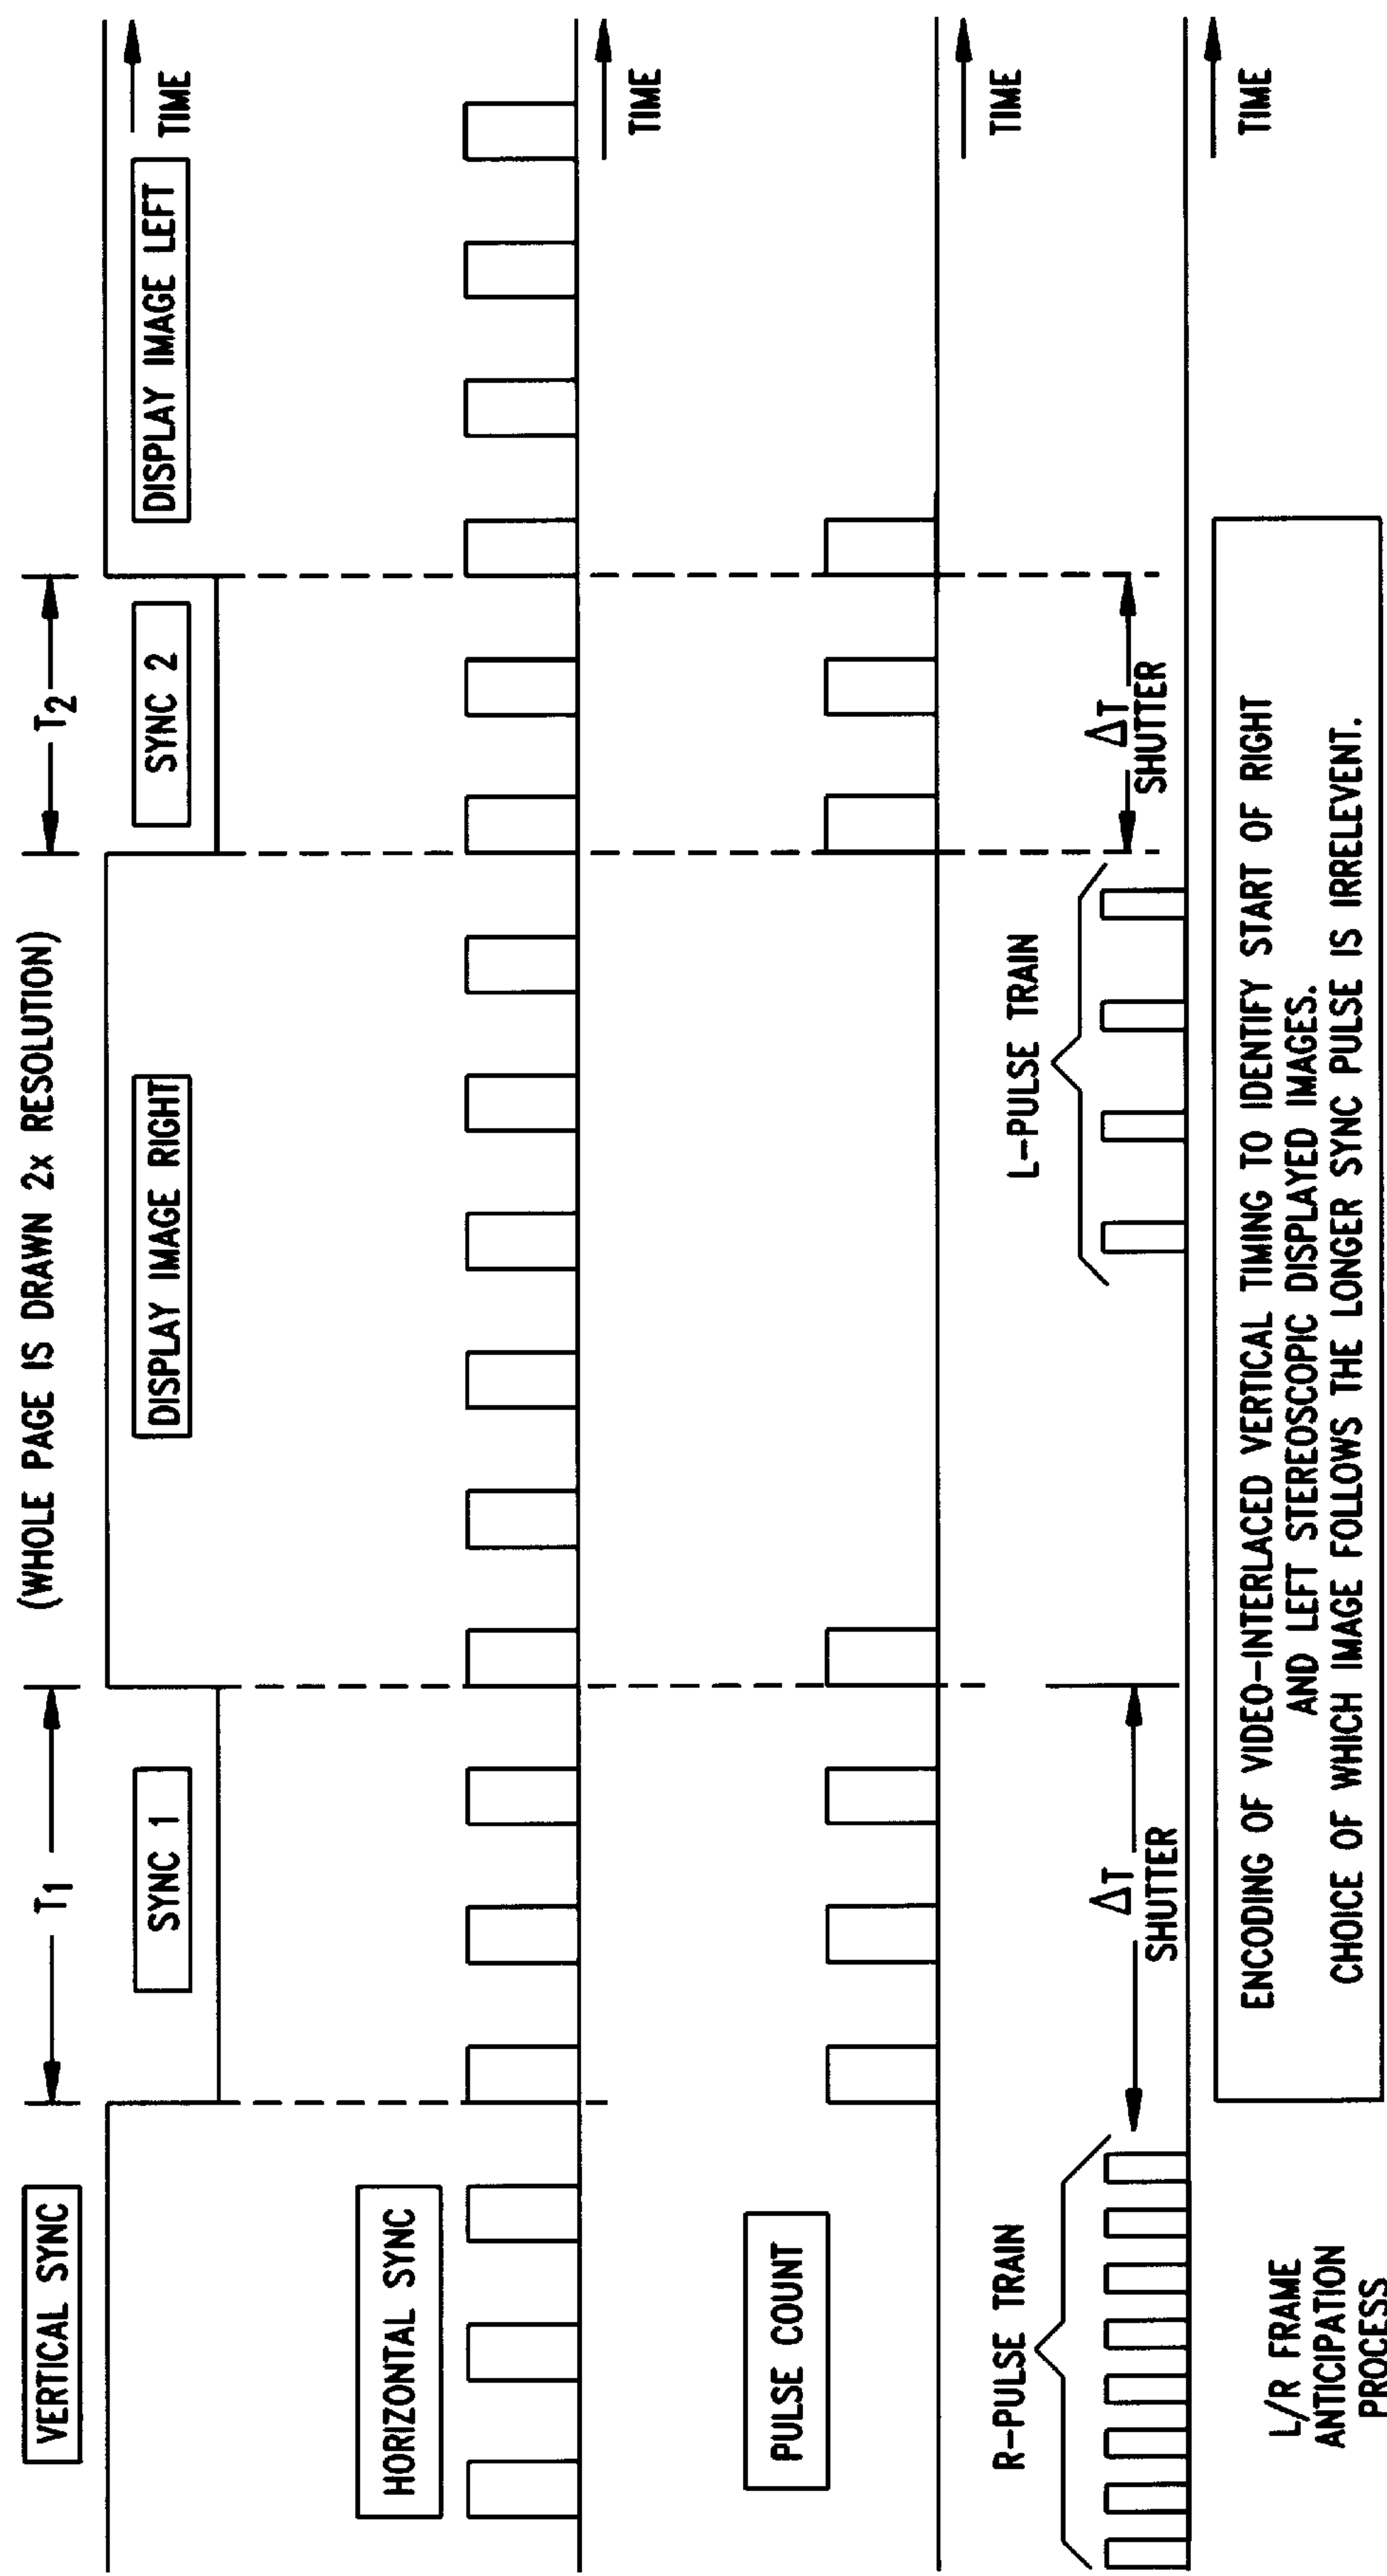 (WHOLE PAGE IS DRAWN 2x RESOLUTION)
VERTICAL SYNC
T1
T2
SYNC 1
DISPLAY IMAGE RIGHT
SYNC 2
DISPLAY IMAGE LEFT
TIME
HORIZONTAL SYNC
TIME
PULSE COUNT
TIME
R-PULSE TRAIN
L-PULSE TRAIN
ΔT
SHUTTER
ΔT
SHUTTER
TIME
L/R FRAME
ANTICIPATION
PROCESS
ENCODING OF VIDEO-INTERLACED VERTICAL TIMING TO IDENTIFY START OF RIGHT
AND LEFT STEREOSCOPIC DISPLAYED IMAGES.
CHOICE OF WHICH IMAGE FOLLOWS THE LONGER SYNC PULSE IS IRRELEVENT.